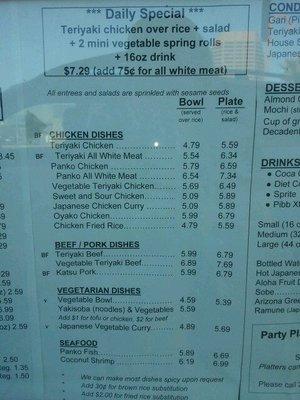 *** Daily Special ***
Teriyaki chicken over rice + salad
+ 2 mini vegetable spring rolls
+ 16oz drink
$7.29 (add 75¢ for all white meat)
All entrees and salads are sprinkled with sesame seeds
Bowl Plate
(served over rice) (rice & salad)
BF CHICKEN DISHES
Teriyaki Chicken 4.79 5.59
BF Teriyaki All White Meat 5.54 6.34
Panko Chicken 5.79 6.59
Panko All White Meat 6.54 7.34
Vegetable Teriyaki Chicken 5.69 6.49
Sweet and Sour Chicken 5.09 5.89
Japanese Chicken Curry 5.09 5.59
Oyako Chicken 5.99 6.79
Chicken Fried Rice 4.79 5.59
BEEF / PORK DISHES
BF Teriyaki Beef 5.99 6.79
Vegetable Teriyaki Beef 6.89 7.69
BF Katsu Pork 5.99 6.79
VEGETARIAN DISHES
V Vegetable Bowl 4.59 5.39
Yakisoba (noodles) & Vegetables 5.59
Add $1 for tofu or chicken, $2 for beef
V Japanese Vegetable Curry 4.89 5.69
SEAFOOD
Panko Fish 5.89 6.69
Coconut Shrimp 6.19 6.99
We can make most dishes spicy upon request
Add 30¢ for brown rice substitution
Add $2.00 for fried rice substitution
COND
Gari (P
Teriyaki
House S
Japanes
DESSE
Almond
Mochi
Cup of g
Decaden
DRINKS
Coca
Diet C
Sprite
Pibb X
Small (16
Medium (32
Large (44
Bottled Wat
Hot Japanes
Aloha Fruit D
Sobe
Arizona Gree
Ramune (Jap
Party Pl
Platters
Please call
3.45
.89
) 2.59
2.59
2.50
Reg. 1.35
Reg. 1.50